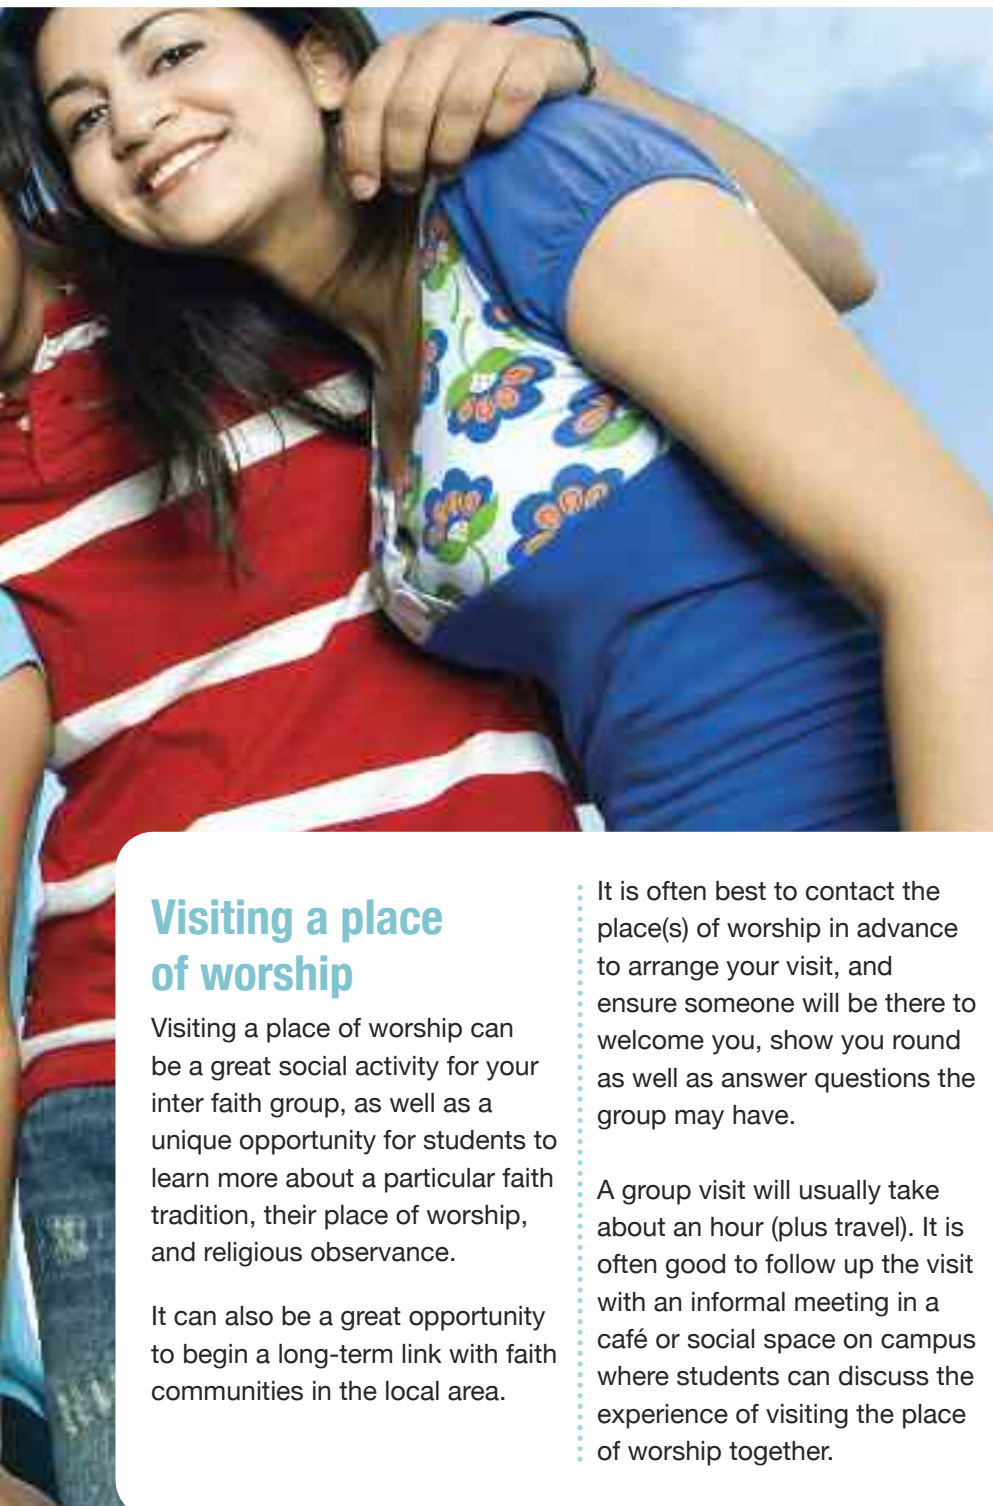 Visiting a place
of worship
Visiting a place of worship can
be a great social activity for your
inter faith group, as well as a
unique opportunity for students to
learn more about a particular faith
tradition, their place of worship,
and religious observance.
It can also be a great opportunity
to begin a long-term link with faith
communities in the local area.
It is often best to contact the
place(s) of worship in advance
to arrange your visit, and
ensure someone will be there to
welcome you, show you round
as well as answer questions the
group may have.
A group visit will usually take
about an hour (plus travel). It is
often good to follow up the visit
with an informal meeting in a
café or social space on campus
where students can discuss the
experience of visiting the place
of worship together.